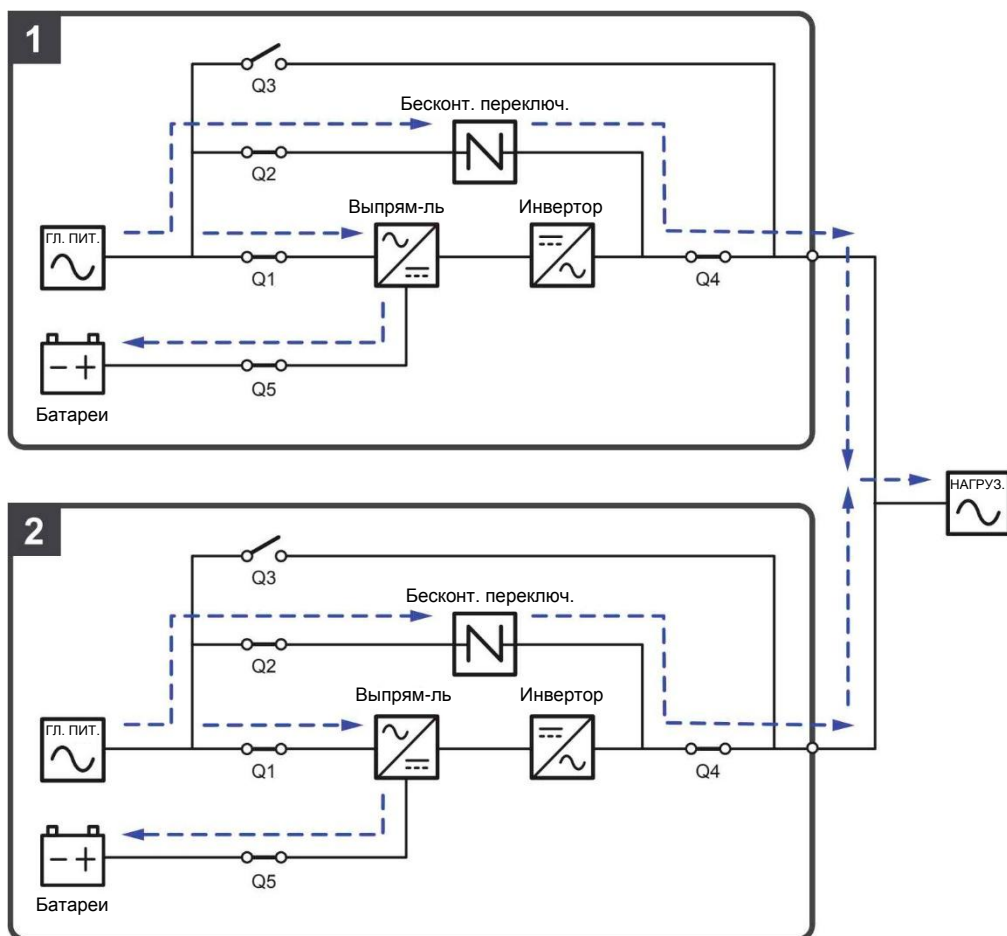 1
Q3
Бесконт. переключ.
Q2
Выпрям-ль
Инвертор
ГЛ. ПИТ.
Q1
Q4
Q5
Батареи
НАГРУЗ.
2
Q3
Бесконт. переключ.
Q2
Выпрям-ль
Инвертор
ГЛ. ПИТ.
Q1
Q4
Q5
Батареи